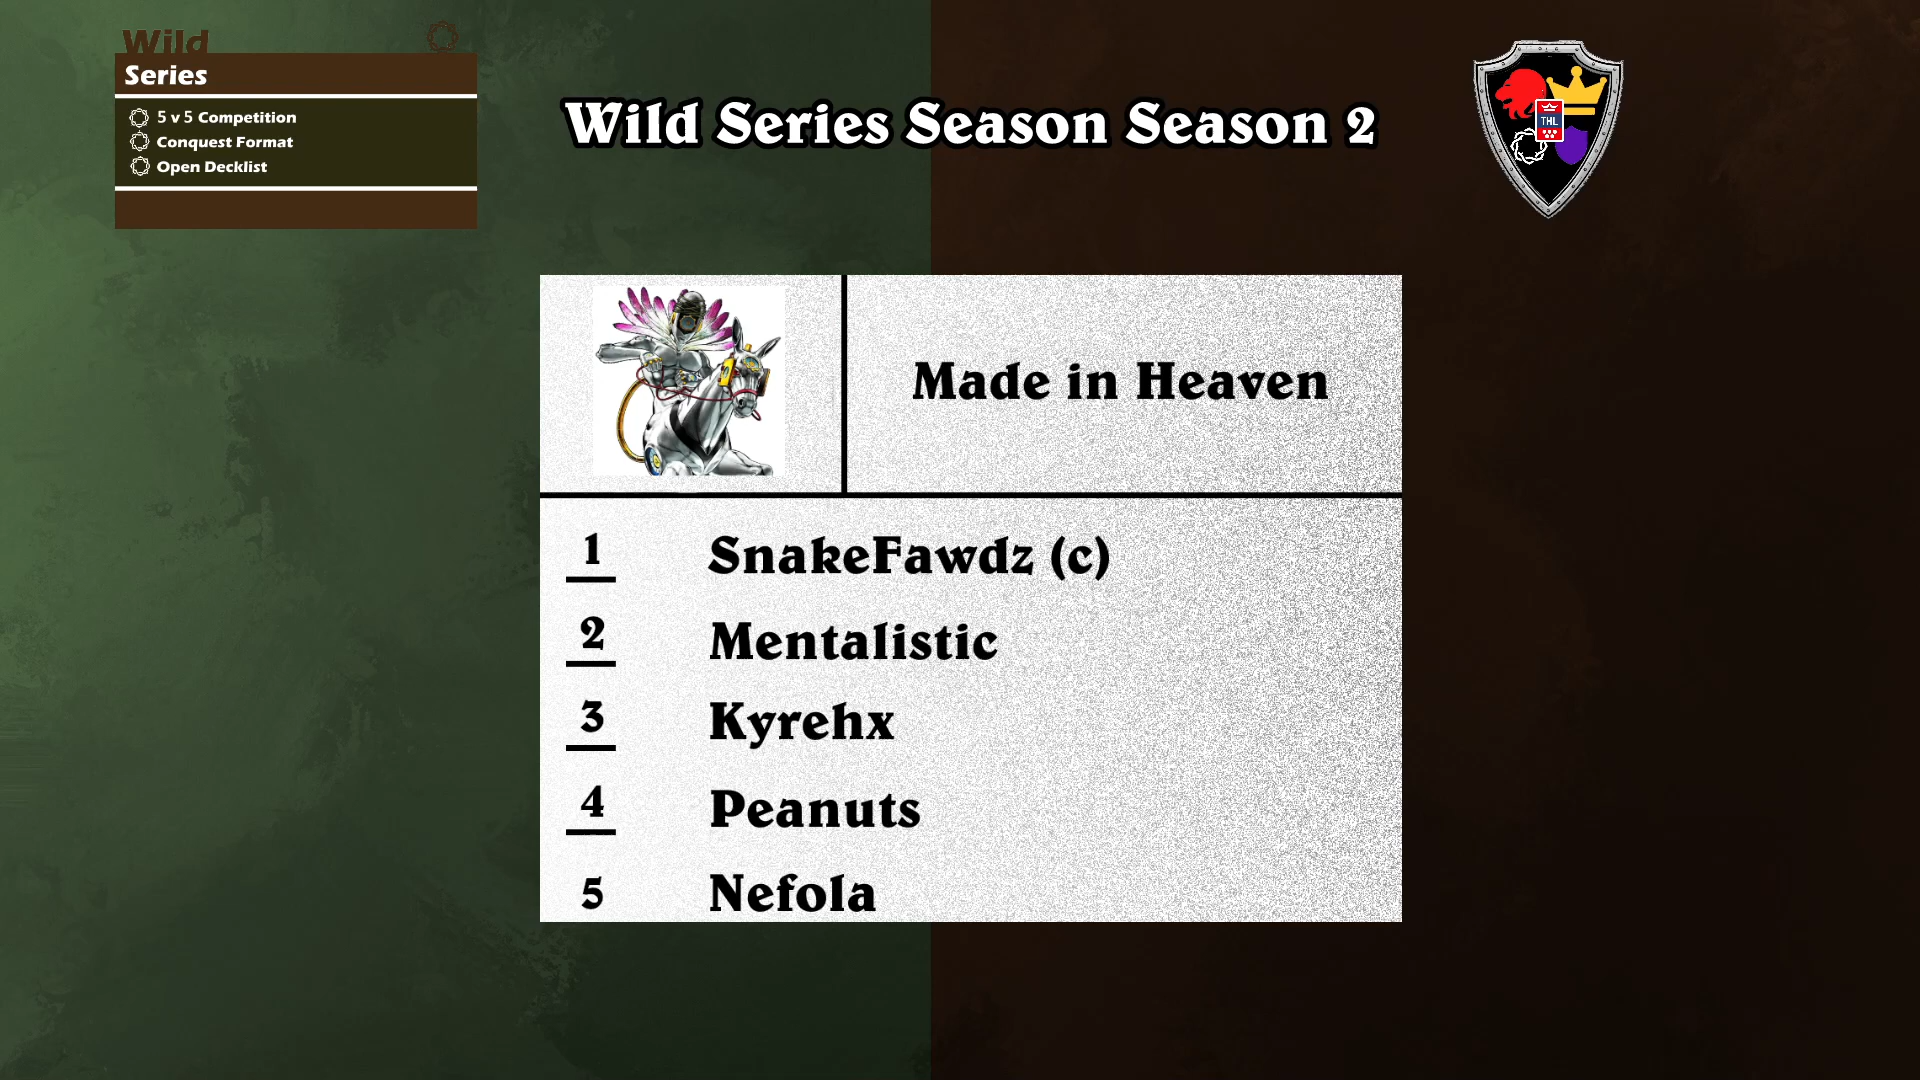 Wild
Series
5 v 5 Competition
Conquest Format
Open Decklist
Wild Series Season Season 2
THL
Made in Heaven
1 SnakeFawdz (c)
2 Mentalistic
3 Kyrehx
4 Peanuts
5 Nefola